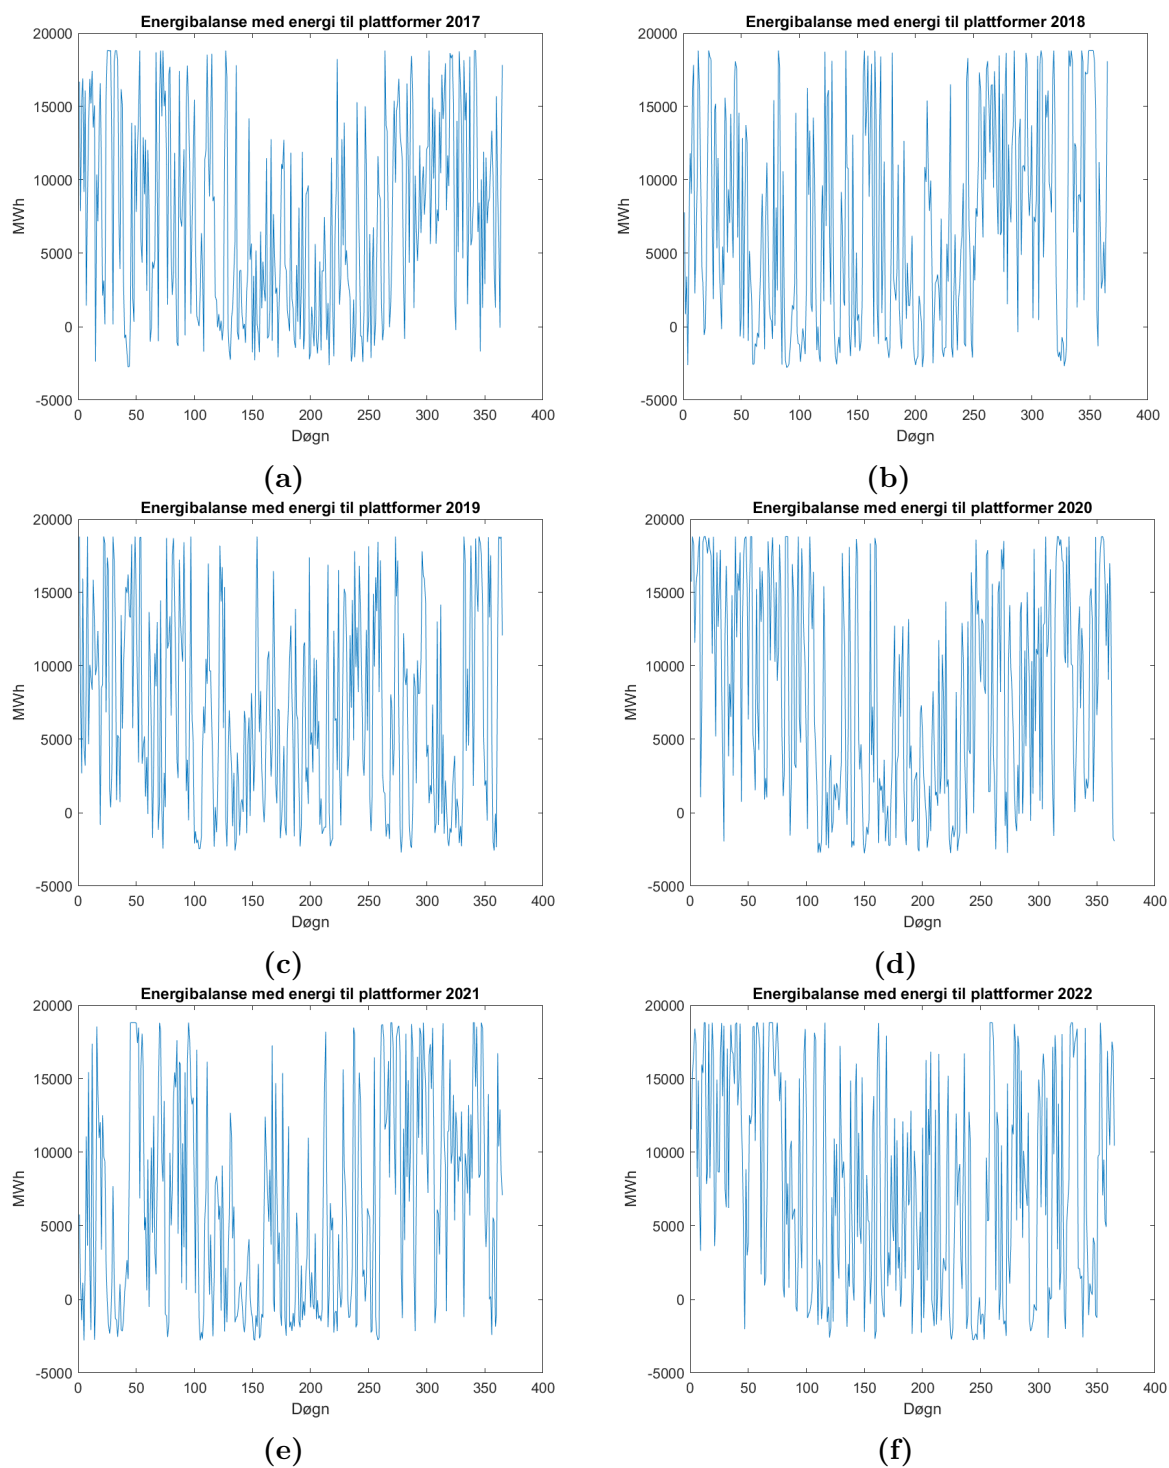 Energibalanse med energi til plattformer 2017
20000
15000
10000
5000
0
-5000
MWh
0 50 100 150 200 250 300 350 400
Døgn
(a)
Energibalanse med energi til plattformer 2018
20000
15000
10000
5000
0
-5000
MWh
0 50 100 150 200 250 300 350 400
Døgn
(b)
Energibalanse med energi til plattformer 2019
20000
15000
10000
5000
0
-5000
MWh
0 50 100 150 200 250 300 350 400
Døgn
(c)
Energibalanse med energi til plattformer 2020
20000
15000
10000
5000
0
-5000
MWh
0 50 100 150 200 250 300 350 400
Døgn
(d)
Energibalanse med energi til plattformer 2021
20000
15000
10000
5000
0
-5000
MWh
0 50 100 150 200 250 300 350 400
Døgn
(e)
Energibalanse med energi til plattformer 2022
20000
15000
10000
5000
0
-5000
MWh
0 50 100 150 200 250 300 350 400
Døgn
(f)